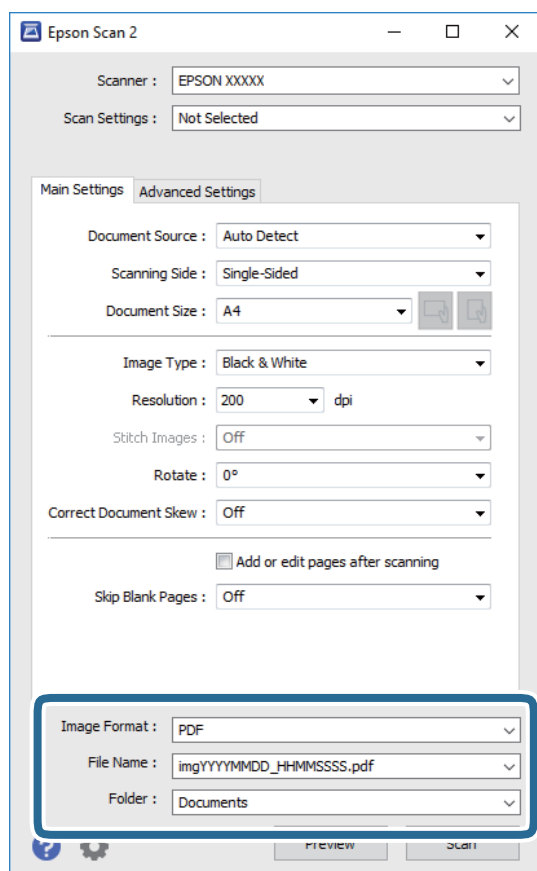 Epson Scan 2
Scanner : EPSON XXXXX
Scan Settings : Not Selected
Main Settings Advanced Settings
Document Source : Auto Detect
Scanning Side : Single-Sided
Document Size : A4
Image Type : Black & White
Resolution : 200 dpi
Stitch Images : Off
Rotate : 0°
Correct Document Skew : Off
Add or edit pages after scanning
Skip Blank Pages : Off
Image Format : PDF
File Name : imgYYYYMMDD_HHMMSSSS.pdf
Folder : Documents
? Preview Scan